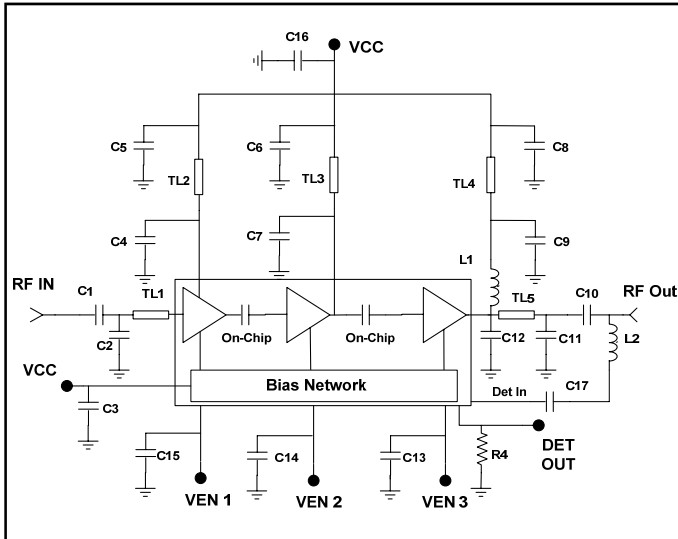 C16
VCC
C5
C6
C8
TL2
TL3
TL4
C4
C7
C9
L1
RF IN
C1
TL1
TL5
C10
RF Out
C2
On-Chip
On-Chip
C12
C11
L2
VCC
Bias Network
Det In
C17
C3
C15
C14
C13
R4
DET
OUT
VEN 1
VEN 2
VEN 3